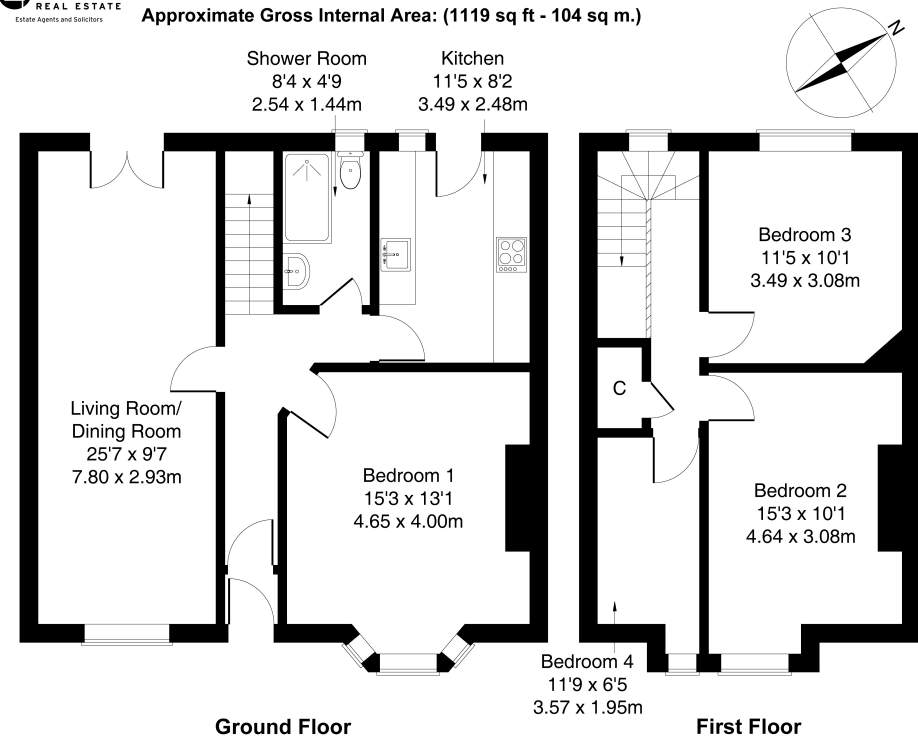 REAL ESTATE
Estate Agents and Solicitors
Approximate Gross Internal Area: (1119 sq ft - 104 sq m.)
N
Shower Room
8'4 x 4'9
2.54 x 1.44m
Kitchen
11'5 x 8'2
3.49 x 2.48m
Bedroom 3
11'5 x 10'1
3.49 x 3.08m
C
Living Room/
Dining Room
25'7 x 9'7
7.80 x 2.93m
Bedroom 1
15'3 x 13'1
4.65 x 4.00m
Bedroom 2
15'3 x 10'1
4.64 x 3.08m
Bedroom 4
11'9 x 6'5
3.57 x 1.95m
Ground Floor
First Floor